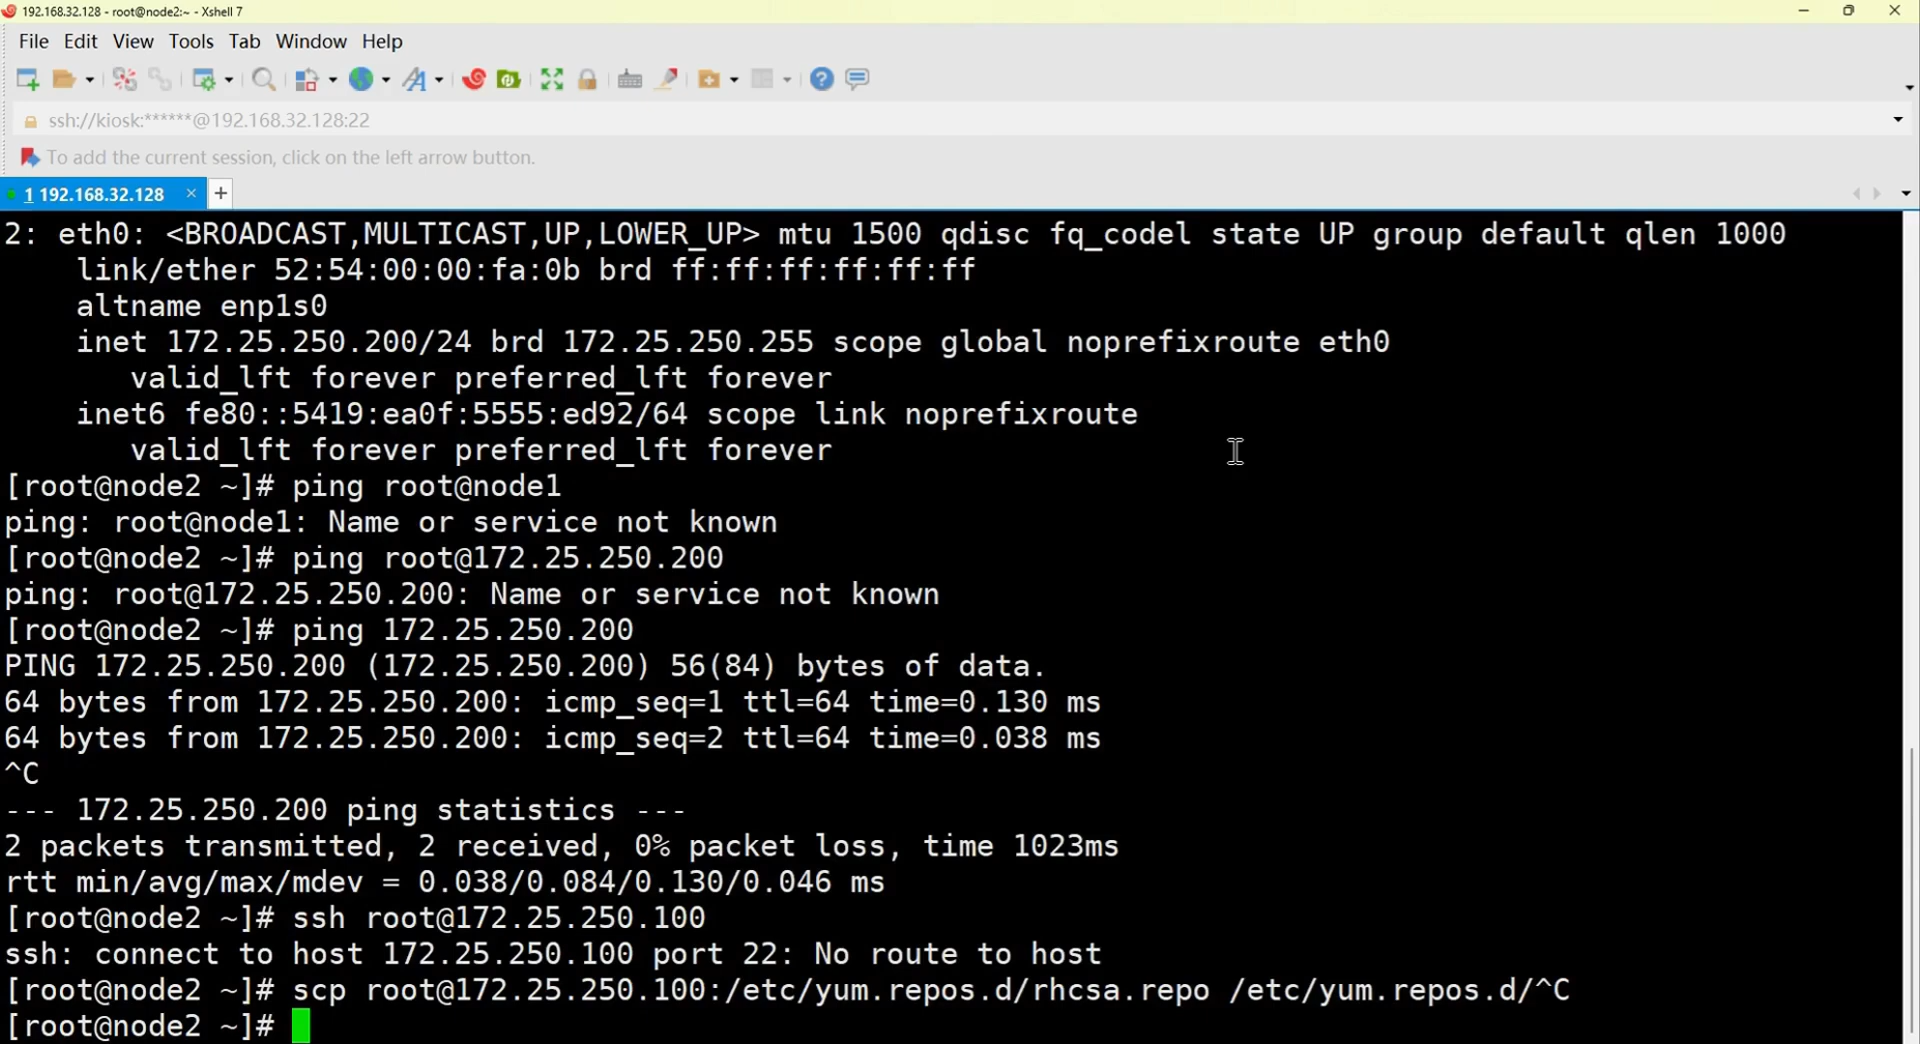 192.168.32.128 - root@node2:~ - Xshell 7
File Edit View Tools Tab Window Help
ssh://kiosk:******@192.168.32.128:22
To add the current session, click on the left arrow button.
1 192.168.32.128 × +
2: eth0: <BROADCAST,MULTICAST,UP,LOWER_UP> mtu 1500 qdisc fq_codel state UP group default qlen 1000
    link/ether 52:54:00:00:fa:0b brd ff:ff:ff:ff:ff:ff
    altname enp1s0
    inet 172.25.250.200/24 brd 172.25.250.255 scope global noprefixroute eth0
       valid_lft forever preferred_lft forever
    inet6 fe80::5419:ea0f:5555:ed92/64 scope link noprefixroute
       valid_lft forever preferred_lft forever
[root@node2 ~]# ping root@node1
ping: root@node1: Name or service not known
[root@node2 ~]# ping root@172.25.250.200
ping: root@172.25.250.200: Name or service not known
[root@node2 ~]# ping 172.25.250.200
PING 172.25.250.200 (172.25.250.200) 56(84) bytes of data.
64 bytes from 172.25.250.200: icmp_seq=1 ttl=64 time=0.130 ms
64 bytes from 172.25.250.200: icmp_seq=2 ttl=64 time=0.038 ms
^C
--- 172.25.250.200 ping statistics ---
2 packets transmitted, 2 received, 0% packet loss, time 1023ms
rtt min/avg/max/mdev = 0.038/0.084/0.130/0.046 ms
[root@node2 ~]# ssh root@172.25.250.100
ssh: connect to host 172.25.250.100 port 22: No route to host
[root@node2 ~]# scp root@172.25.250.100:/etc/yum.repos.d/rhcsa.repo /etc/yum.repos.d/^C
[root@node2 ~]#